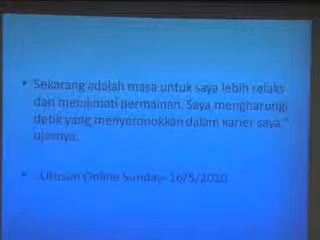 • Sekarang adalah masa untuk saya lebih relaks
dan menikmati permainan. Saya mengharungi
detik yang menyeronokkan dalam karier saya,"
ujarnya.
• Utusan Online Sunday- 16/5/2010